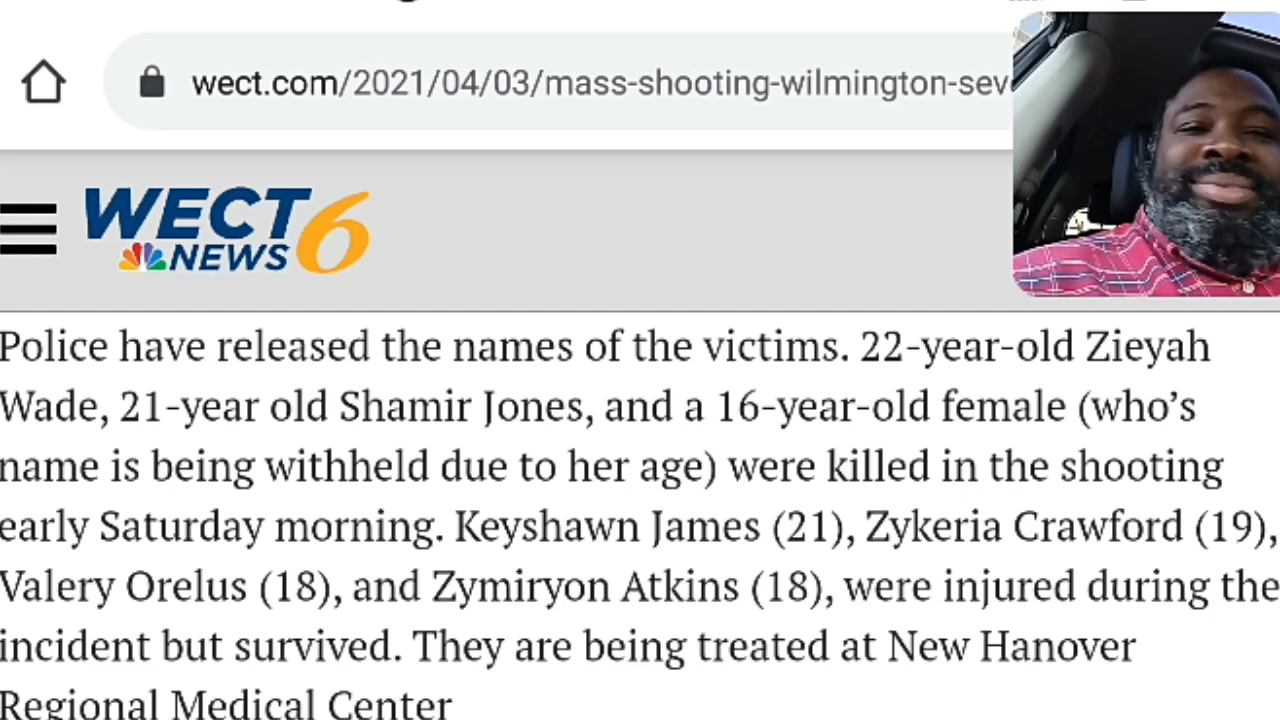 wect.com/2021/04/03/mass-shooting-wilmington-sev
WECT 6
NEWS
Police have released the names of the victims. 22-year-old Zieyah
Wade, 21-year old Shamir Jones, and a 16-year-old female (who’s
name is being withheld due to her age) were killed in the shooting
early Saturday morning. Keyshawn James (21), Zykeria Crawford (19),
Valery Orelus (18), and Zymiryon Atkins (18), were injured during the
incident but survived. They are being treated at New Hanover
Regional Medical Center